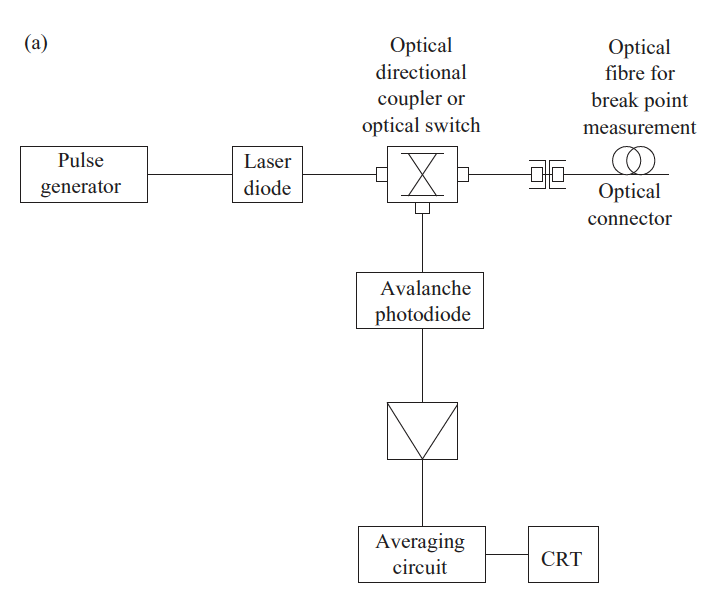 (a)
Optical
directional
coupler or
optical switch
Optical
fibre for
break point
measurement
Pulse
generator
Laser
diode
Optical
connector
Avalanche
photodiode
Averaging
circuit
CRT